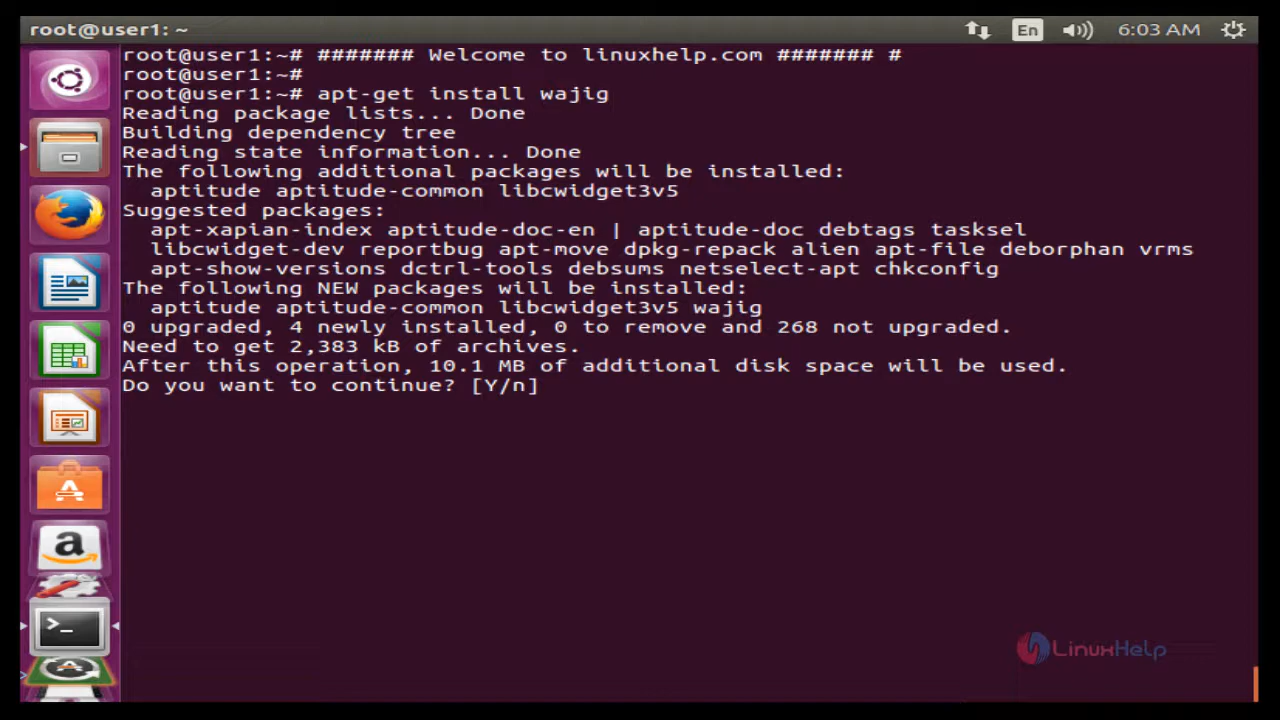 root@user1: ~
En
6:03 AM
root@user1:~# ####### Welcome to linuxhelp.com ####### #
root@user1:~#
root@user1:~# apt-get install wajig
Reading package lists... Done
Building dependency tree
Reading state information... Done
The following additional packages will be installed:
  aptitude aptitude-common libcwidget3v5
Suggested packages:
  apt-xapian-index aptitude-doc-en | aptitude-doc debtags tasksel
  libcwidget-dev reportbug apt-move dpkg-repack alien apt-file deborphan vrms
  apt-show-versions dctrl-tools debsums netselect-apt chkconfig
The following NEW packages will be installed:
  aptitude aptitude-common libcwidget3v5 wajig
0 upgraded, 4 newly installed, 0 to remove and 268 not upgraded.
Need to get 2,383 kB of archives.
After this operation, 10.1 MB of additional disk space will be used.
Do you want to continue? [Y/n]
LinuxHelp